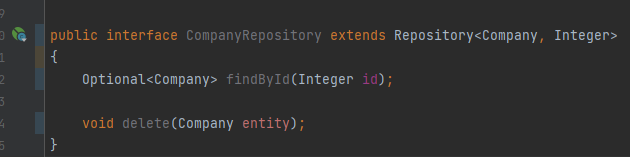 public interface CompanyRepository extends Repository<Company, Integer>
{
Optional<Company> findById(Integer id);
void delete(Company entity);
}